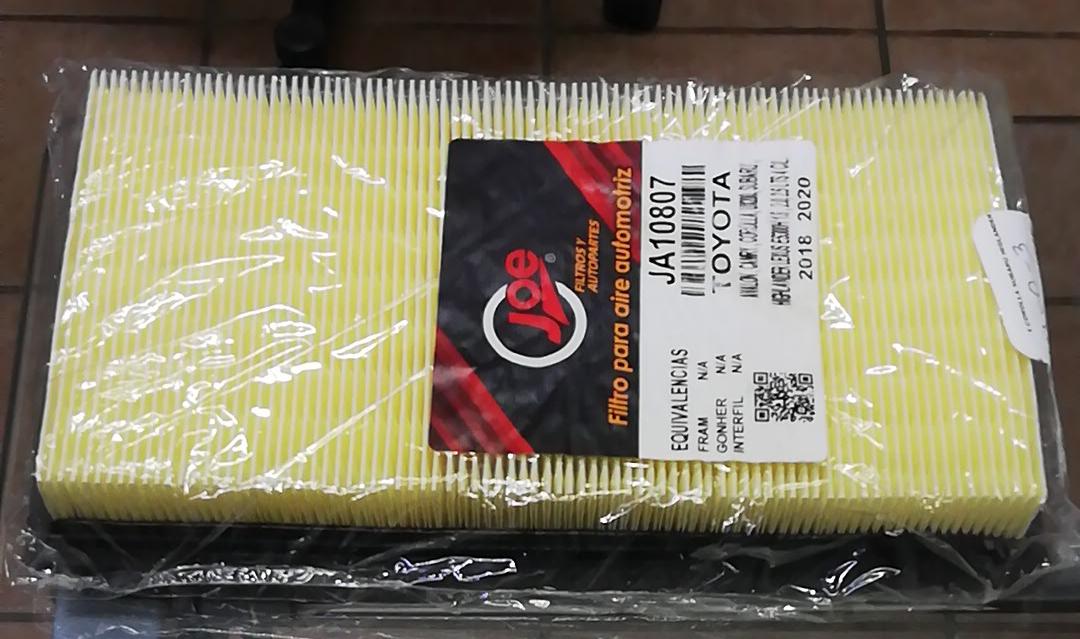 Joe®
FILTROS Y
AUTOPARTES
Filtro para aire automotriz
JA10807
TOYOTA
2018 2020
EQUIVALENCIAS
FRAM N/A
GONHER N/A
INTERFIL N/A